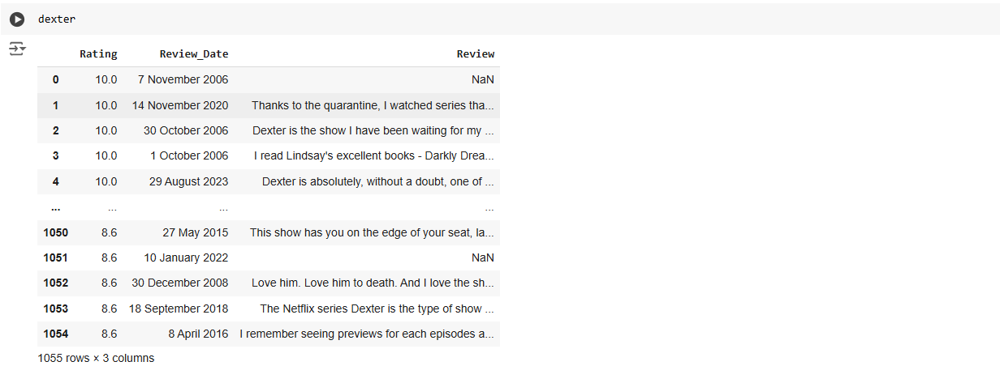 dexter
Rating Review_Date Review
0 10.0 7 November 2006 NaN
1 10.0 14 November 2020 Thanks to the quarantine, I watched series tha...
2 10.0 30 October 2006 Dexter is the show I have been waiting for my ...
3 10.0 1 October 2006 I read Lindsay's excellent books - Darkly Drea...
4 10.0 29 August 2023 Dexter is absolutely, without a doubt, one of ...
... ... ... ...
1050 8.6 27 May 2015 This show has you on the edge of your seat, la...
1051 8.6 10 January 2022 NaN
1052 8.6 30 December 2008 Love him. Love him to death. And I love the sh...
1053 8.6 18 September 2018 The Netflix series Dexter is the type of show ...
1054 8.6 8 April 2016 I remember seeing previews for each episodes a...
1055 rows × 3 columns